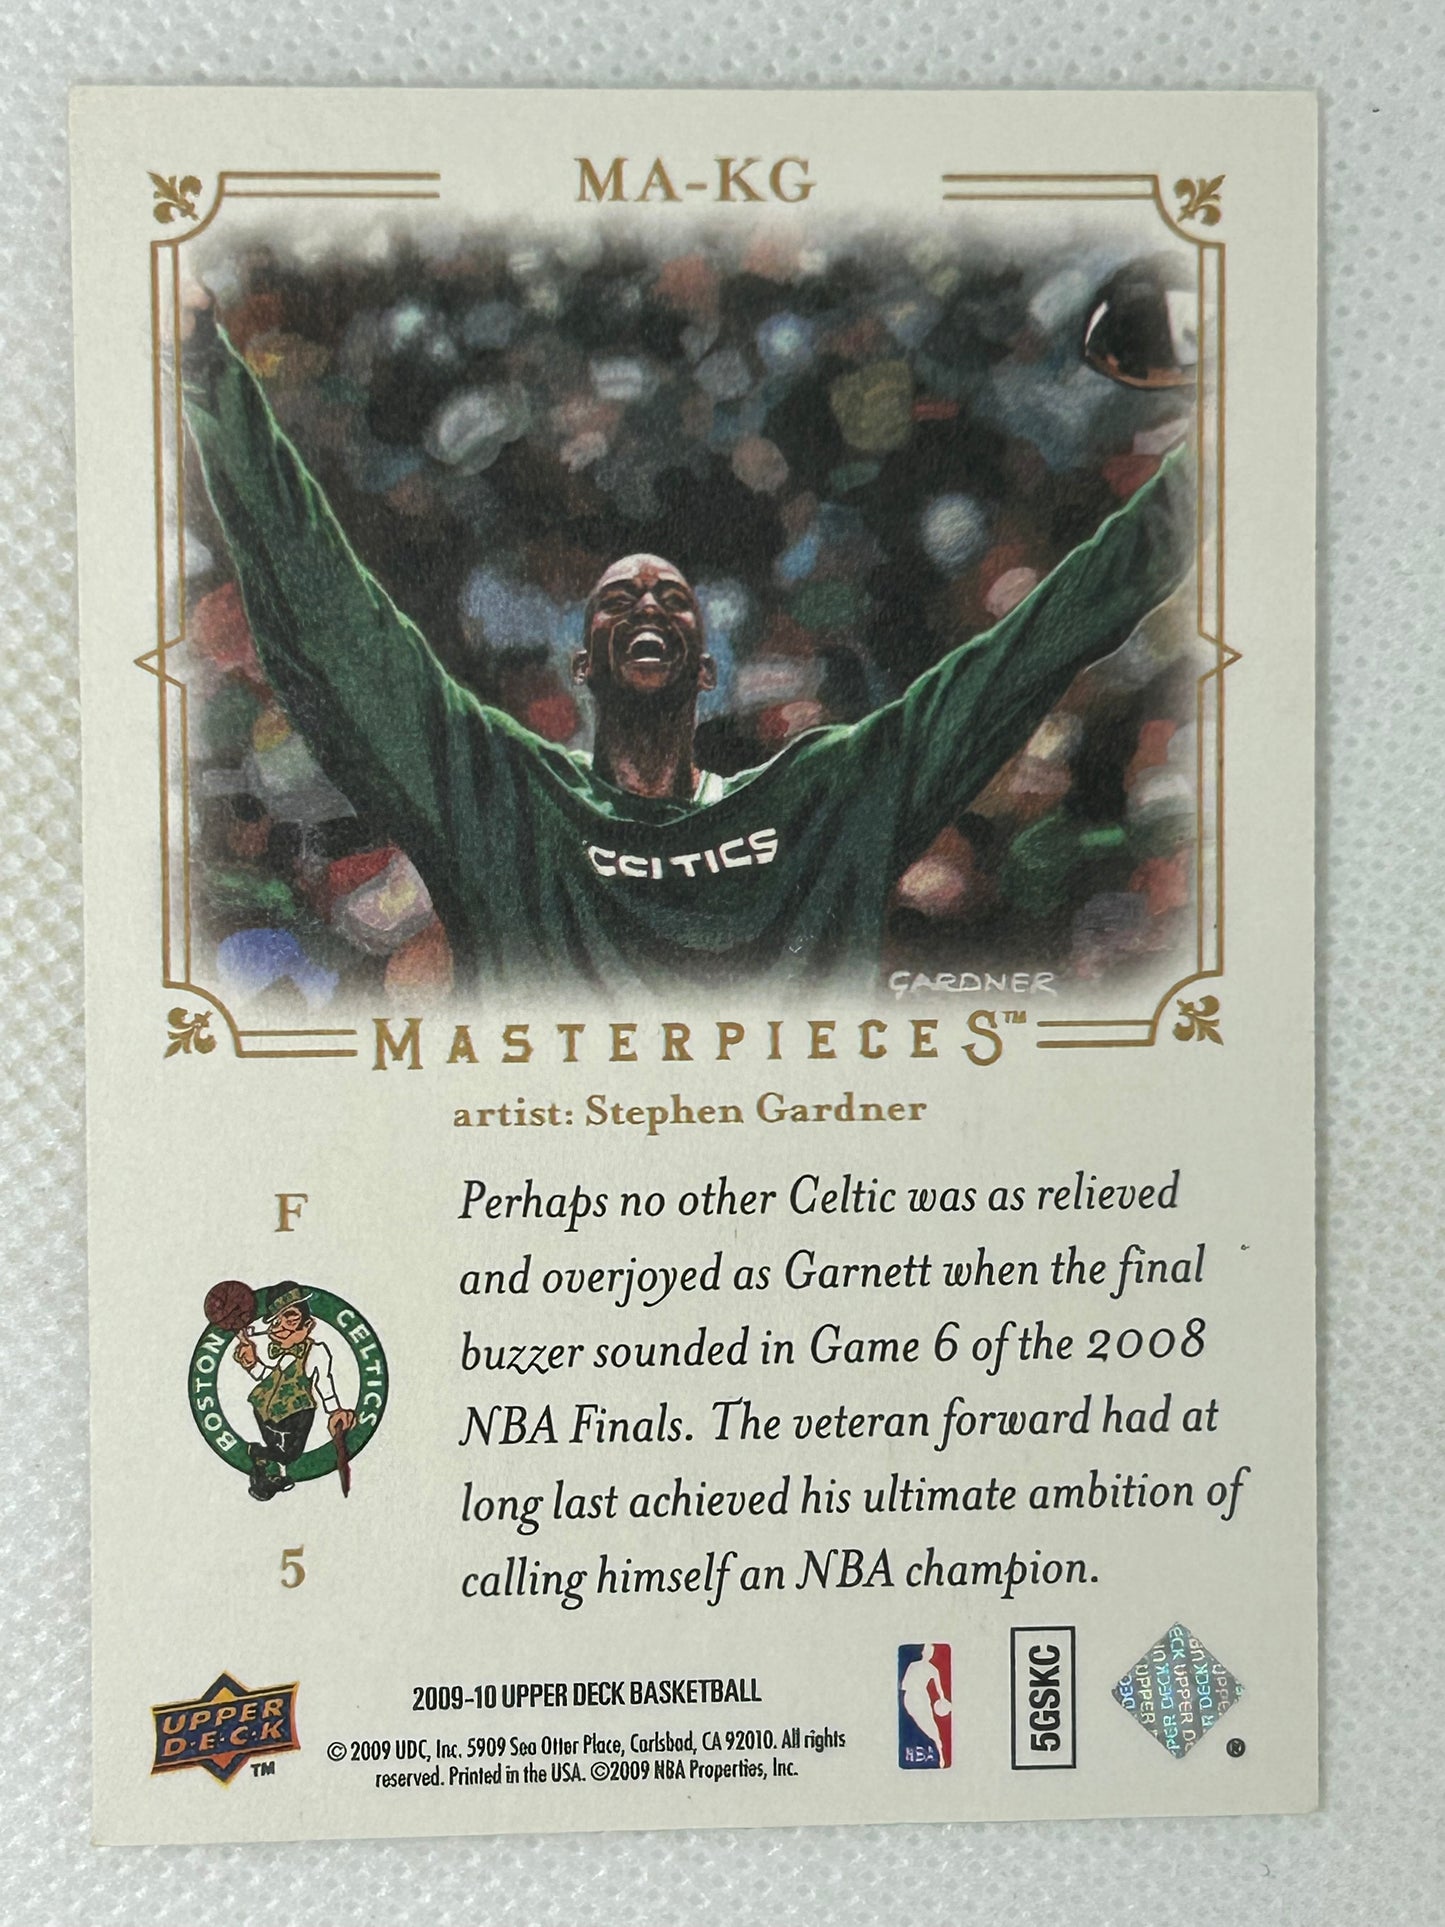 MA-KG
CCITICS
GARDNER
MASTERPIECES™
artist: Stephen Gardner
F
BOSTON CELTICS
5
Perhaps no other Celtic was as relieved
and overjoyed as Garnett when the final
buzzer sounded in Game 6 of the 2008
NBA Finals. The veteran forward had at
long last achieved his ultimate ambition of
calling himself an NBA champion.
UPPER
D·E·C·K
TM
2009-10 UPPER DECK BASKETBALL
© 2009 UDC, Inc. 5909 Sea Otter Place, Carlsbad, CA 92010. All rights
reserved. Printed in the USA. ©2009 NBA Properties, Inc.
NBA
5GSKC
UPPER DECK
®